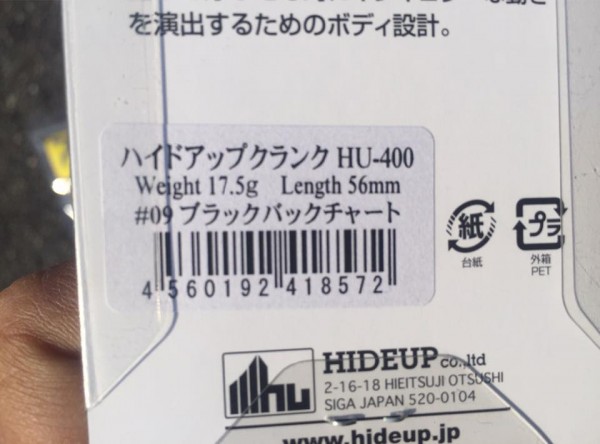 を演出するためのボディ設計。
ハイドアップクランク HU-400
Weight 17.5g Length 56mm
#09 ブラックバックチャート
4 560192 418572
紙
台紙
プラ
外箱
PET
hu
HIDEUP co.,ltd
2-16-18 HIEITSUJI OTSUSHI
SIGA JAPAN 520-0104
www.hideup.jp